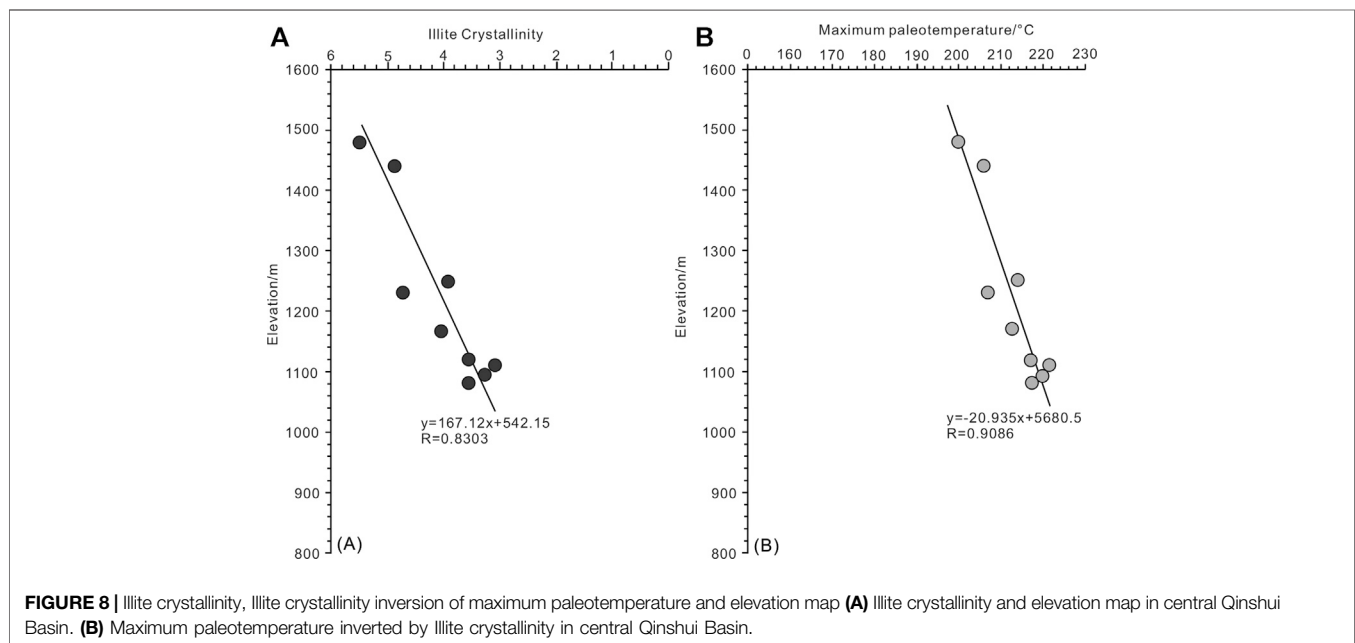 A
Illite Crystallinity
6 5 4 3 2 1 0
1600
1500
1400
1300
1200
1100
1000
900
800
Elevation/m
y=167.12x+542.15
R=0.8303
(A)
B
Maximum paleotemperature/°C
0 160 170 180 190 200 210 220 230
1600
1500
1400
1300
1200
1100
1000
900
800
Elevation/m
y=-20.935x+5680.5
R=0.9086
(B)
FIGURE 8 | Illite crystallinity, Illite crystallinity inversion of maximum paleotemperature and elevation map (A) Illite crystallinity and elevation map in central Qinshui
Basin. (B) Maximum paleotemperature inverted by Illite crystallinity in central Qinshui Basin.